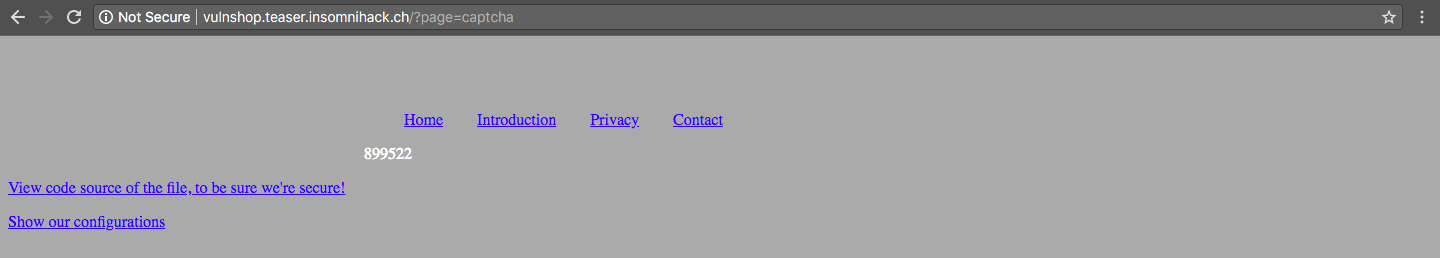 Not Secure | vulnshop.teaser.insomnihack.ch/?page=captcha
Home Introduction Privacy Contact
899522
View code source of the file, to be sure we're secure!
Show our configurations